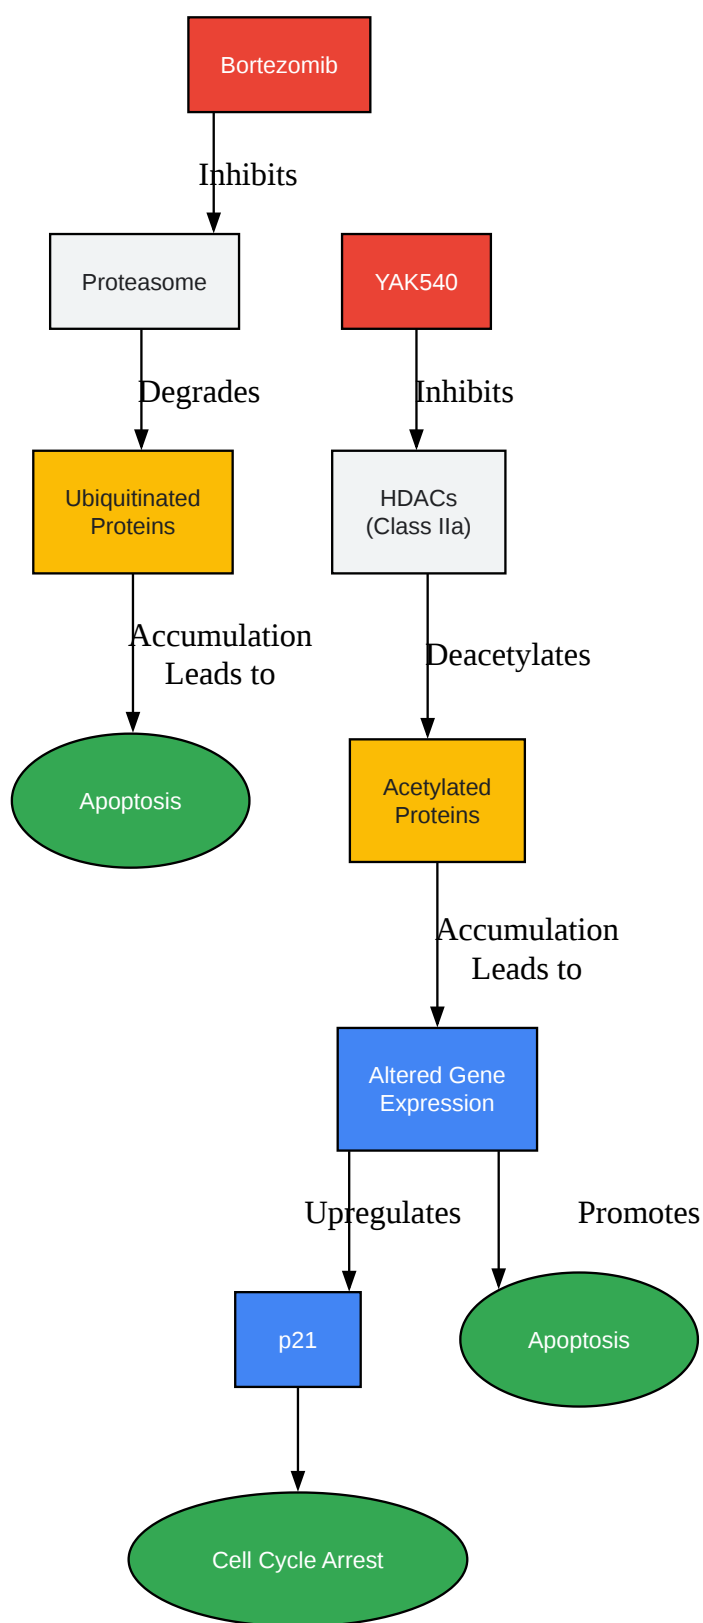 Bortezomib
Inhibits
Proteasome
YAK540
Degrades
Inhibits
Ubiquitinated
Proteins
HDACs
(Class IIa)
Accumulation
Leads to
Deacetylates
Apoptosis
Acetylated
Proteins
Accumulation
Leads to
Altered Gene
Expression
Upregulates
Promotes
p21
Apoptosis
Cell Cycle Arrest